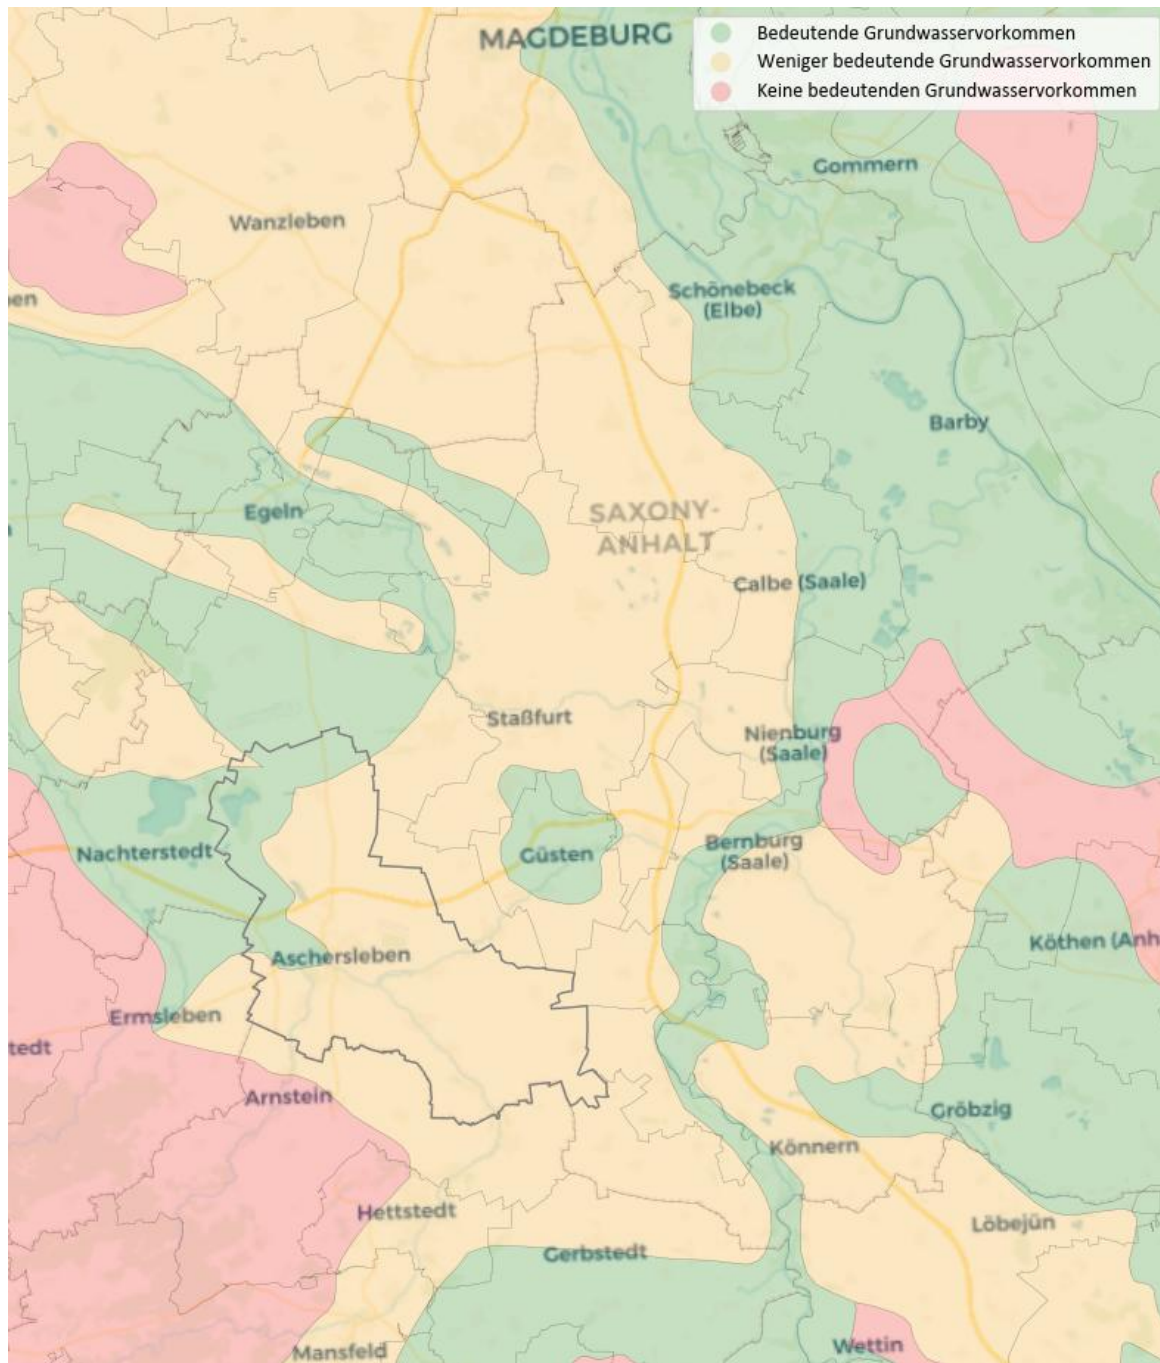 MAGDEBURG
Bedeutende Grundwasservorkommen
Weniger bedeutende Grundwasservorkommen
Keine bedeutenden Grundwasservorkommen
Gommern
Wanzleben
en
Schönebeck
(Elbe)
Barby
Egeln
SAXONY-
ANHALT
Calbe (Saale)
Staßfurt
Nienburg
(Saale)
Nachterstedt
Güsten
Bernburg
(Saale)
Köthen (Anh
Aschersleben
Ermsleben
tedt
Arnstein
Gröbzig
Könnern
Hettstedt
Löbejün
Gerbstedt
Wettin
Mansfeld